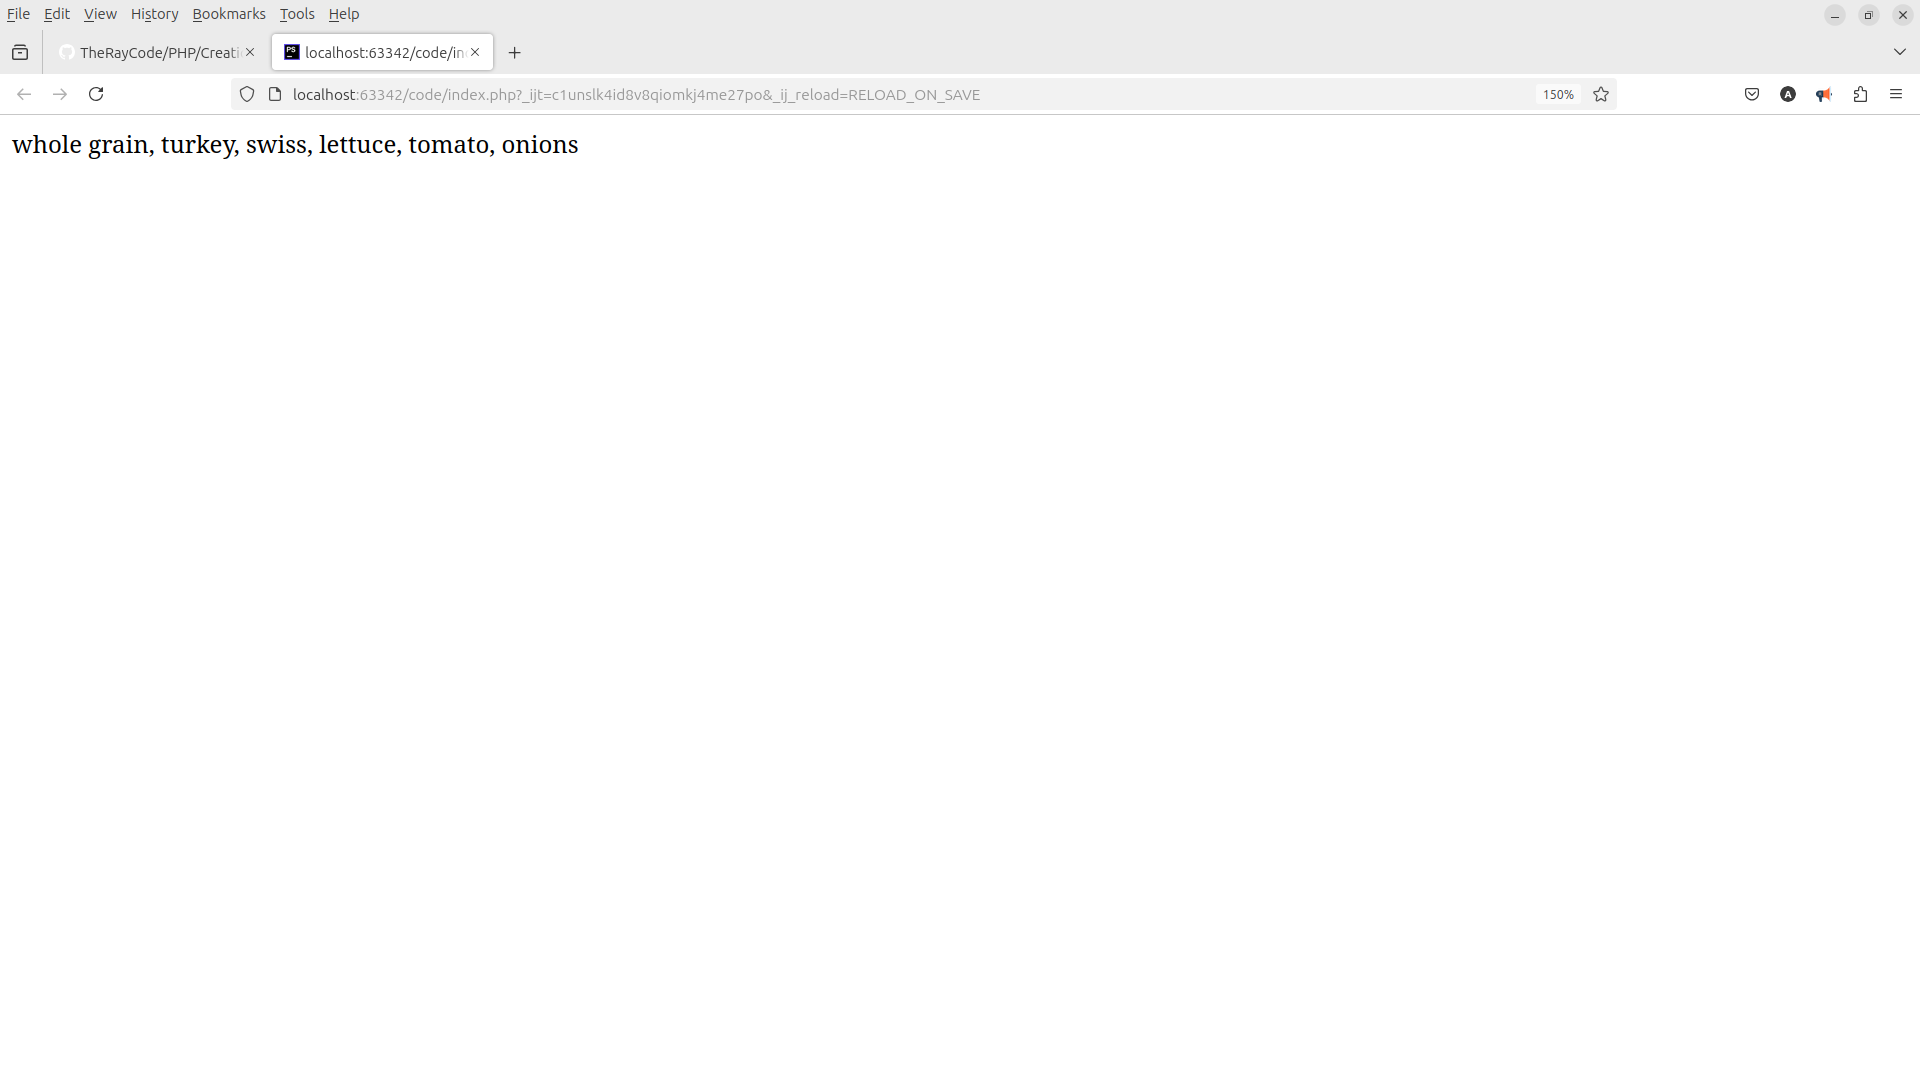 File Edit View History Bookmarks Tools Help
TheRayCode/PHP/Creati
localhost:63342/code/in
localhost:63342/code/index.php?_ijt=c1unslk4id8v8qiomkj4me27po&_ij_reload=RELOAD_ON_SAVE
150%
whole grain, turkey, swiss, lettuce, tomato, onions